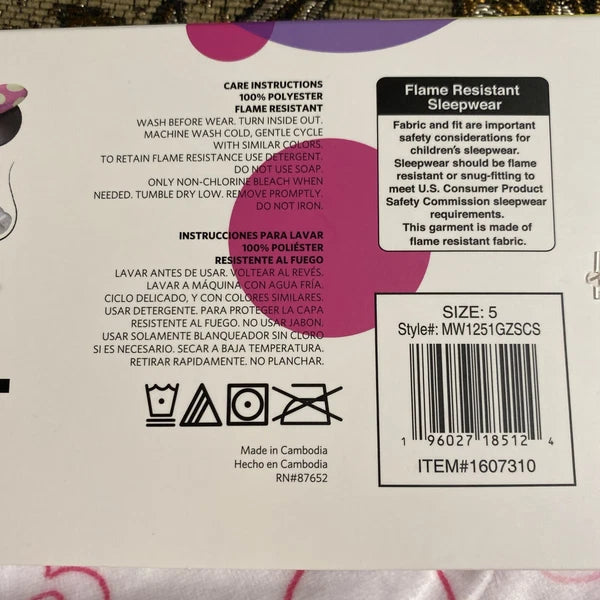 CARE INSTRUCTIONS
100% POLYESTER
FLAME RESISTANT
WASH BEFORE WEAR. TURN INSIDE OUT.
MACHINE WASH COLD, GENTLE CYCLE
WITH SIMILAR COLORS.
TO RETAIN FLAME RESISTANCE USE DETERGENT.
DO NOT USE SOAP.
ONLY NON-CHLORINE BLEACH WHEN
NEEDED. TUMBLE DRY LOW. REMOVE PROMPTLY.
DO NOT IRON.
INSTRUCCIONES PARA LAVAR
100% POLIÉSTER
RESISTENTE AL FUEGO
LAVAR ANTES DE USAR. VOLTEAR AL REVÉS.
LAVAR A MÁQUINA CON AGUA FRÍA.
CICLO DELICADO, Y CON COLORES SIMILARES.
USAR DETERGENTE. PARA PROTEGER LA CAPA
RESISTENTE AL FUEGO. NO USAR JABON.
USAR SOLAMENTE BLANQUEADOR SIN CLORO
SI ES NECESARIO. SECAR A BAJA TEMPERATURA.
RETIRAR RAPIDAMENTE. NO PLANCHAR.
Made in Cambodia
Hecho en Cambodia
RN#87652
Flame Resistant
Sleepwear
Fabric and fit are important
safety considerations for
children's sleepwear.
Sleepwear should be flame
resistant or snug-fitting to
meet U.S. Consumer Product
Safety Commission sleepwear
requirements.
This garment is made of
flame resistant fabric.
SIZE: 5
Style#: MW1251GZSCS
1 96027 18512 4
ITEM#1607310